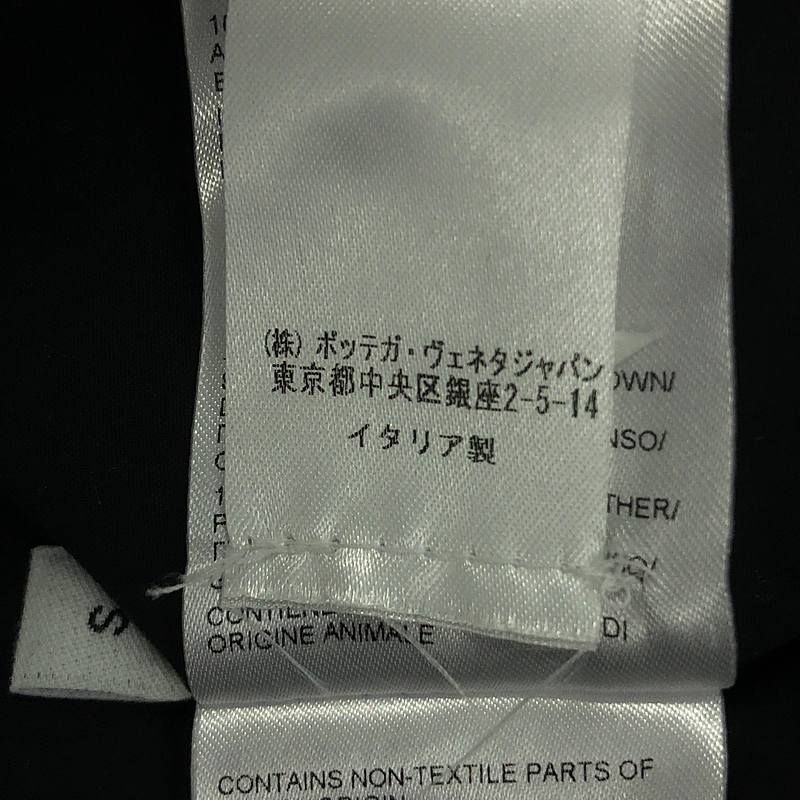 (株) ボッテガ・ヴェネタジャパン
東京都中央区銀座2-5-14
イタリア製
OWN/
NSO/
THER/
S
CONTIENE DI
ORIGINE ANIMALE
CONTAINS NON-TEXTILE PARTS OF